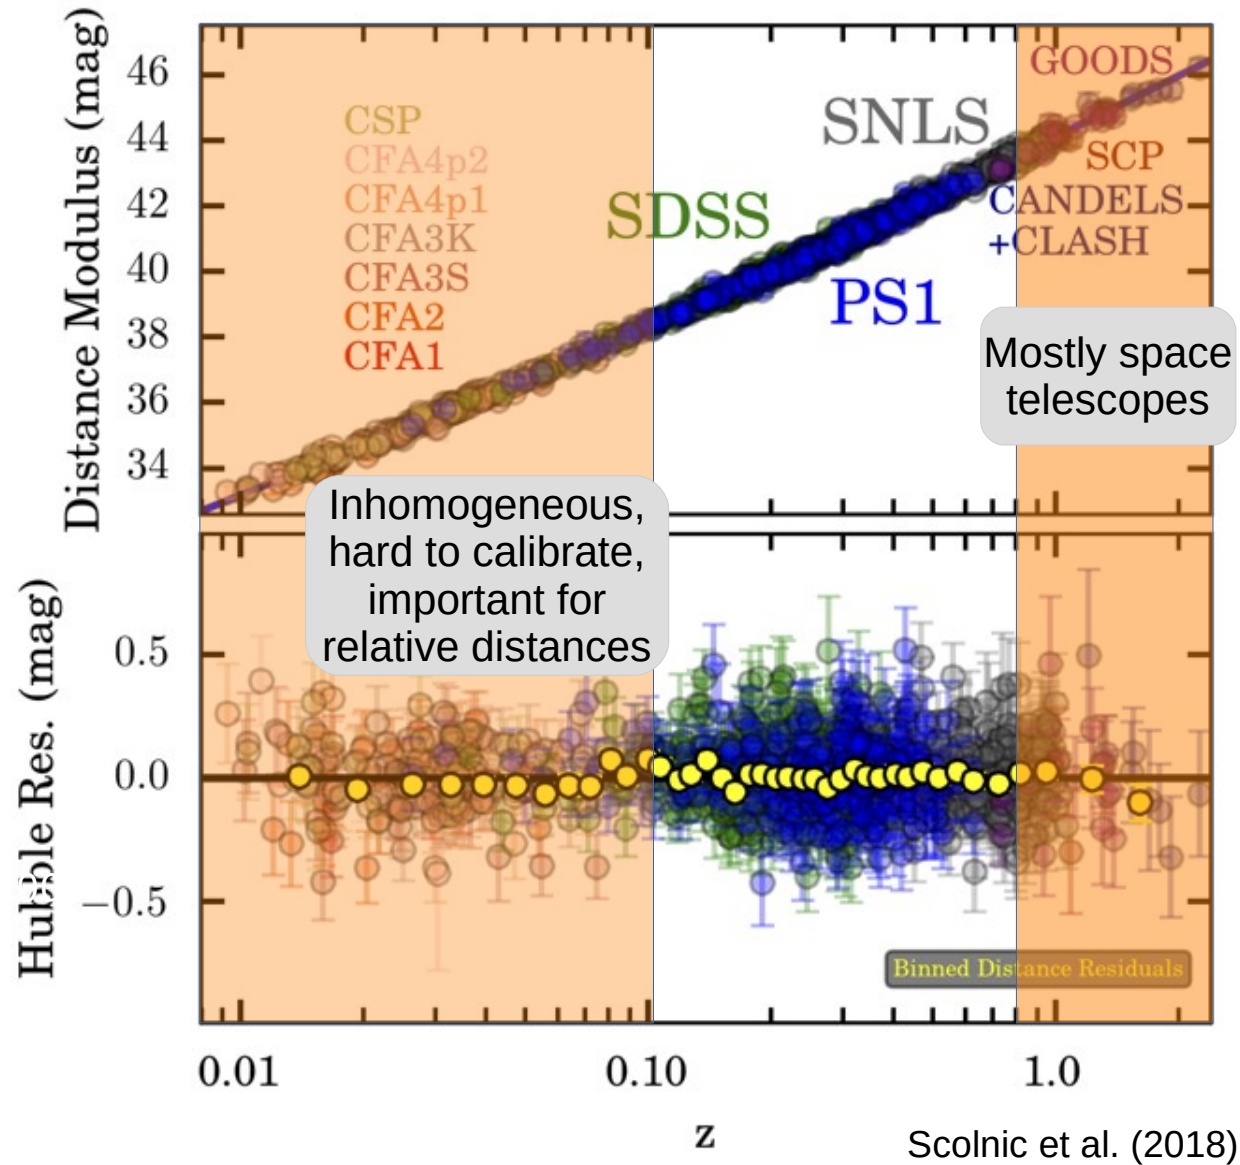 Distance Modulus (mag)
46
44
42
40
38
36
34
CSP
CFA4p2
CFA4p1
CFA3K
CFA3S
CFA2
CFA1
SDSS
SNLS
PS1
GOODS
SCP
CANDELS
+CLASH
Mostly space
telescopes
Inhomogeneous,
hard to calibrate,
important for
relative distances
Hubble Res. (mag)
0.5
0.0
−0.5
Binned Distance Residuals
0.01
0.10
1.0
z
Scolnic et al. (2018)